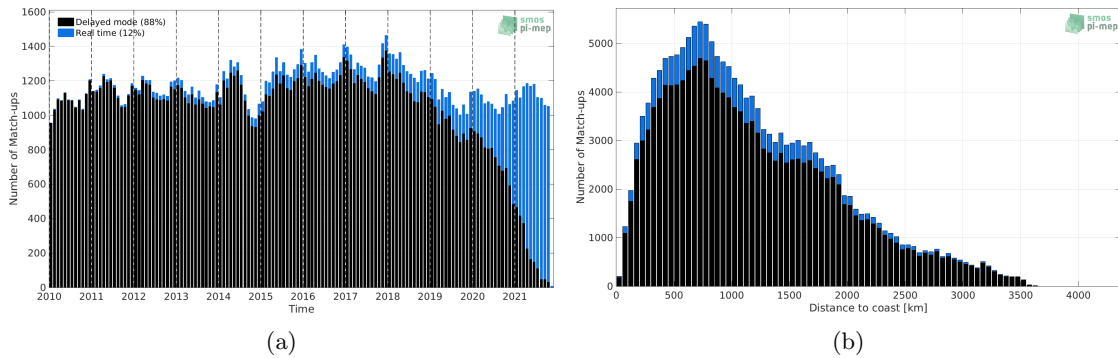 1600
1400
1200
1000
800
600
400
200
0
Number of Match-ups
Delayed mode (88%)
Real time (12%)
smos
pi-mep
2010 2011 2012 2013 2014 2015 2016 2017 2018 2019 2020 2021
Time
(a)
5000
4000
3000
2000
1000
0
Number of Match-ups
smos
pi-mep
0 500 1000 1500 2000 2500 3000 3500 4000
Distance to coast [km]
(b)